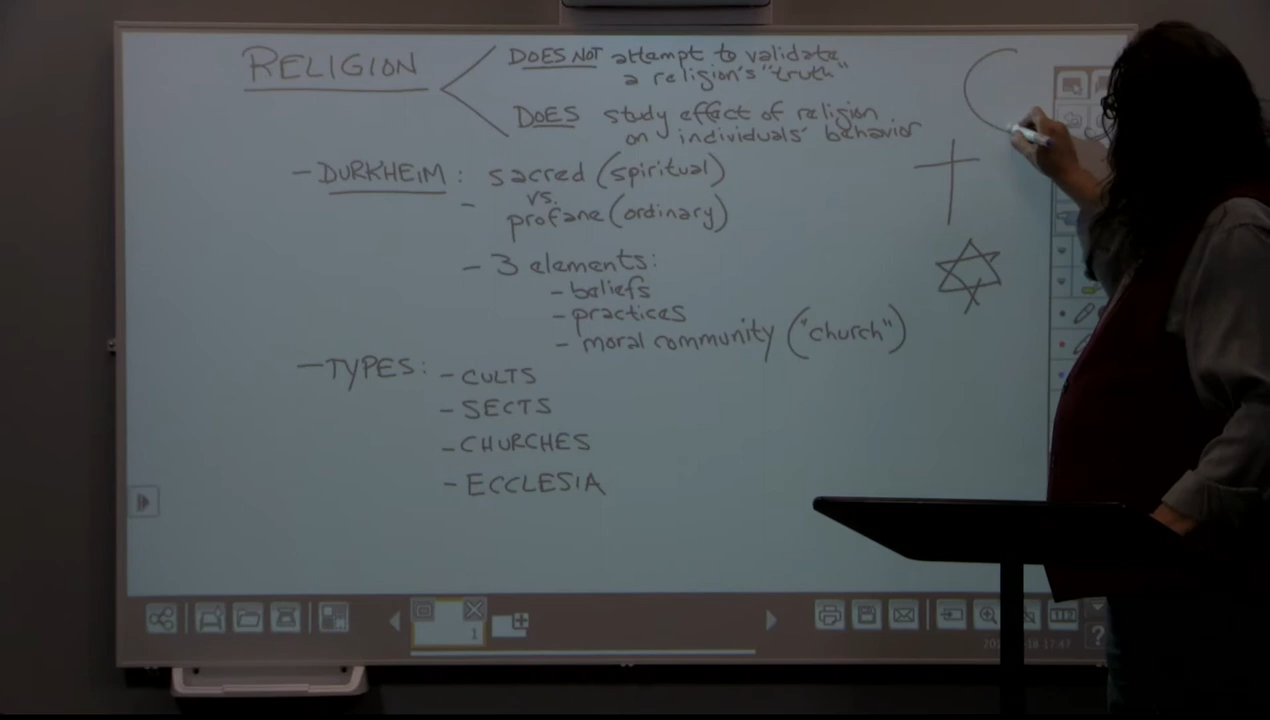 RELIGION
DOES NOT attempt to validate
a religion's "truth"
DOES study effect of religion
on individuals' behavior
- DURKHEIM: sacred (spiritual)
- vs.
profane (ordinary)
- 3 elements:
- beliefs
- practices
- moral community ("church")
- TYPES: - CULTS
- SECTS
- CHURCHES
- ECCLESIA
1
?